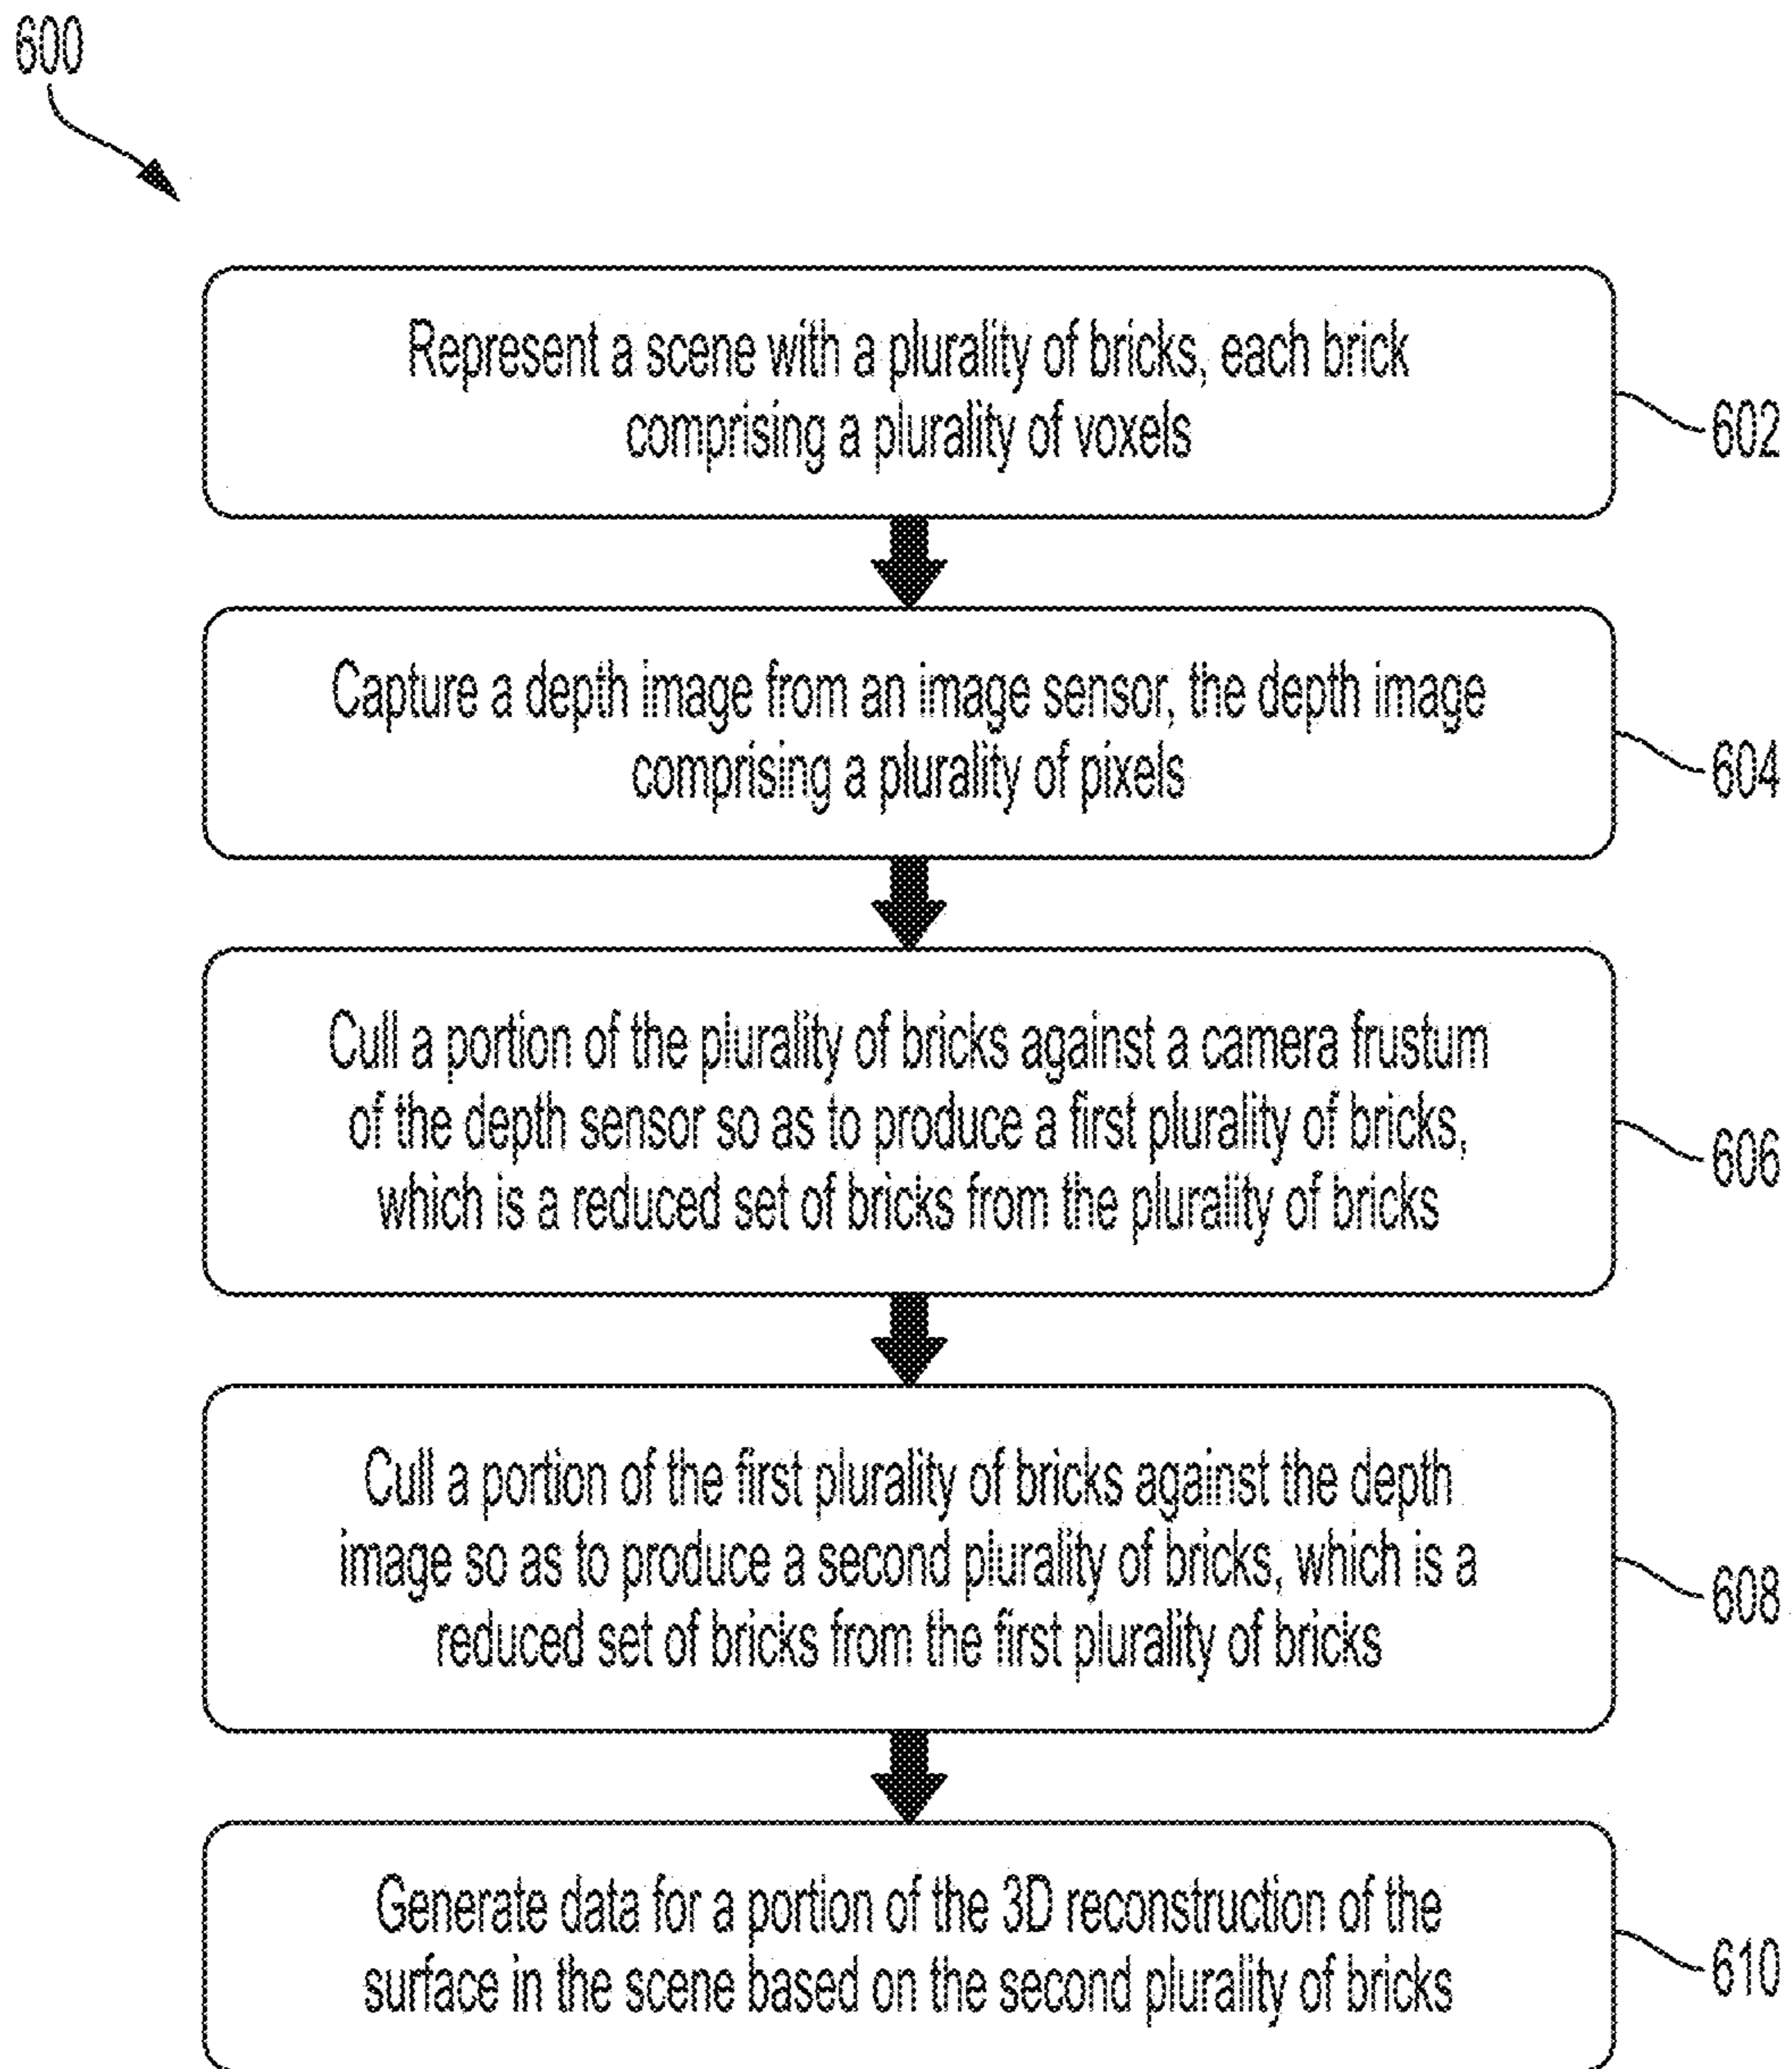 600
Represent a scene with a plurality of bricks, each brick
comprising a plurality of voxels
602
Capture a depth image from an image sensor, the depth image
comprising a plurality of pixels
604
Cull a portion of the plurality of bricks against a camera frustum
of the depth sensor so as to produce a first plurality of bricks,
which is a reduced set of bricks from the plurality of bricks
606
Cull a portion of the first plurality of bricks against the depth
image so as to produce a second plurality of bricks, which is a
reduced set of bricks from the first plurality of bricks
608
Generate data for a portion of the 3D reconstruction of the
surface in the scene based on the second plurality of bricks
610